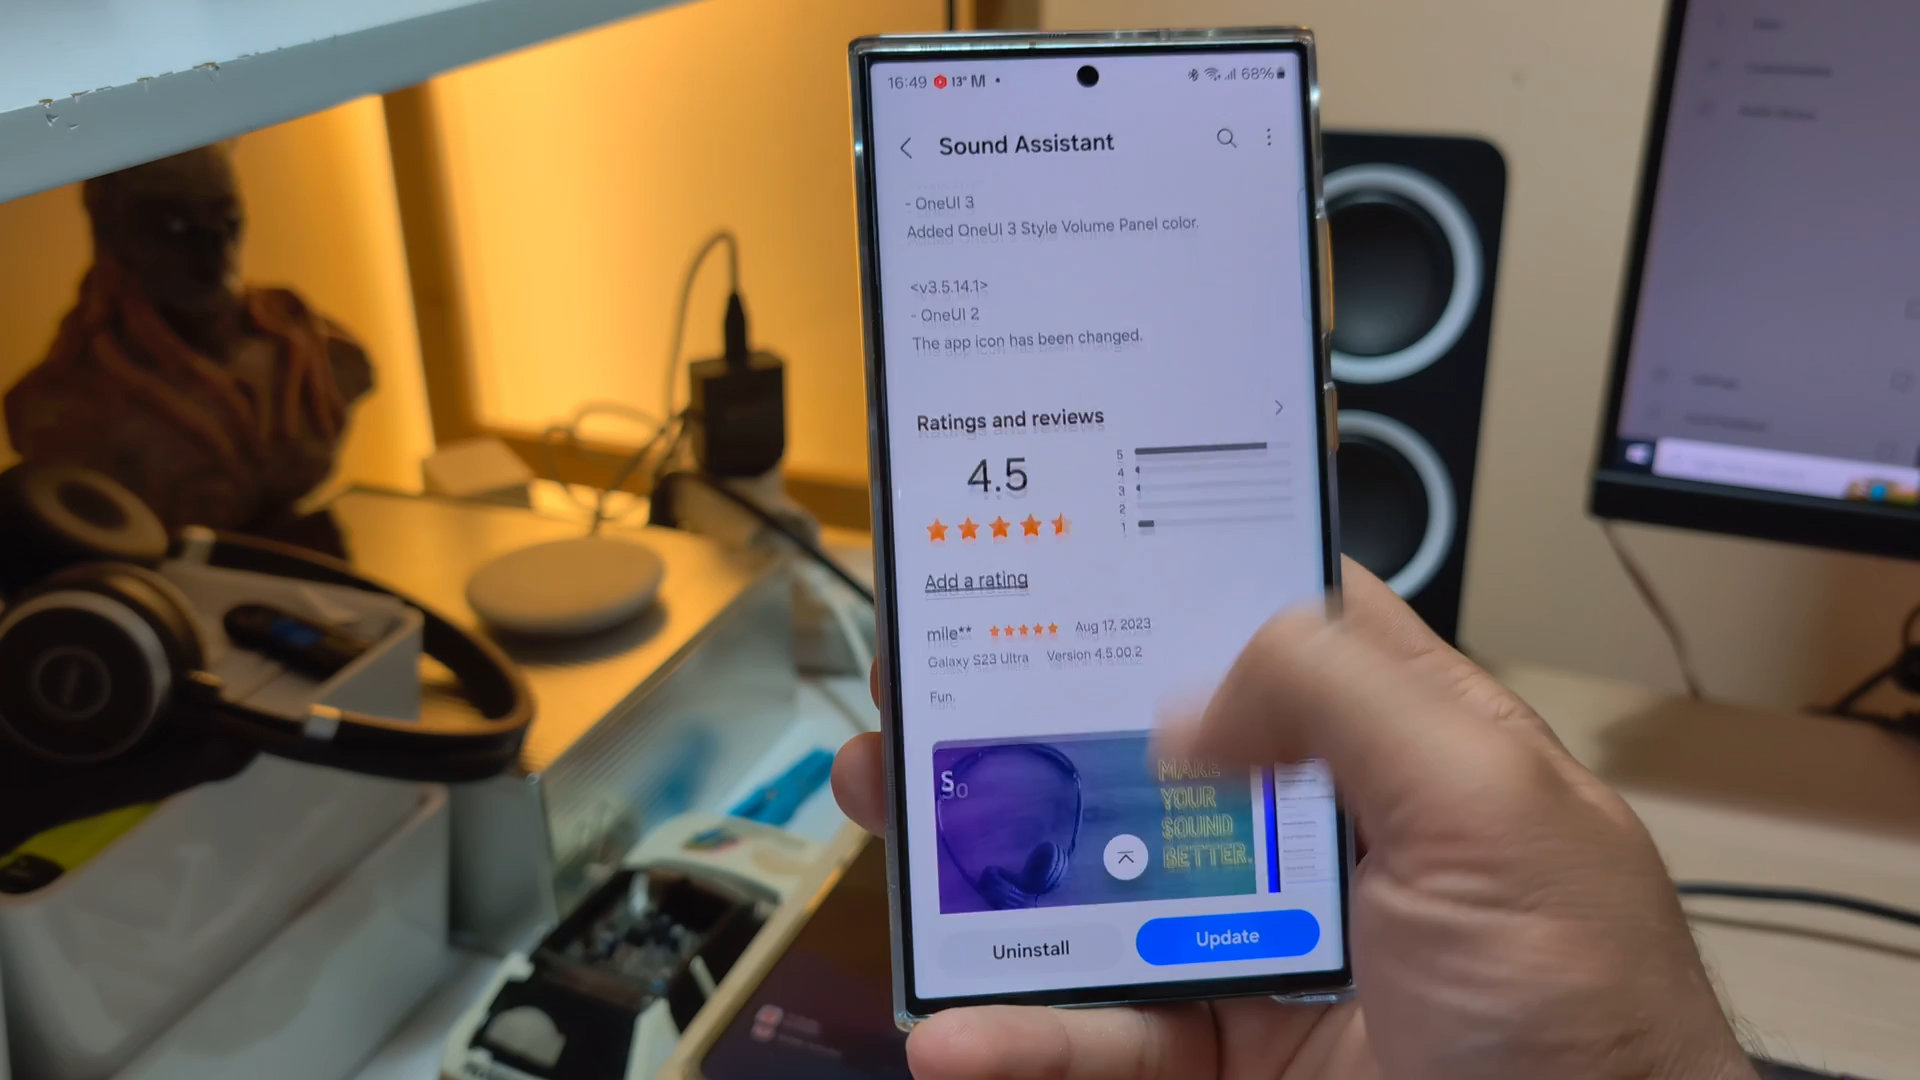 16:49 13° M 68%
Sound Assistant
- OneUI 3
Added OneUI 3 Style Volume Panel color.
<v3.5.14.1>
- OneUI 2
The app icon has been changed.
Ratings and reviews
4.5
5
4
3
2
1
Add a rating
mile** Aug 17, 2023
Galaxy S23 Ultra Version 4.5.00.2
Fun.
MAKE
YOUR
SOUND
BETTER.
Uninstall
Update